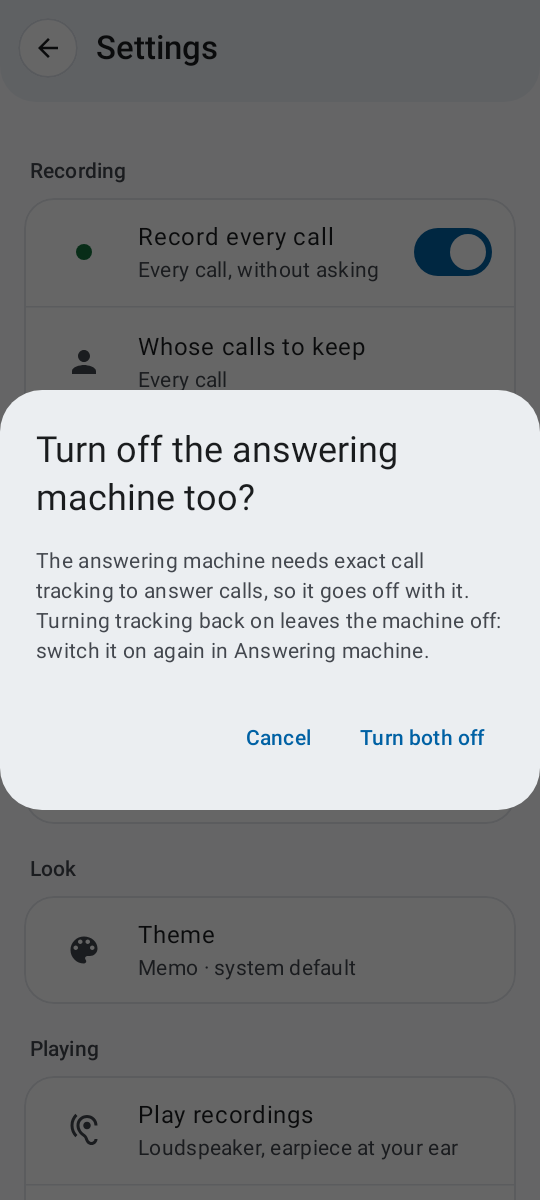 Settings
Recording
Record every call
Every call, without asking
Whose calls to keep
Every call
Turn off the answering
machine too?
The answering machine needs exact call
tracking to answer calls, so it goes off with it.
Turning tracking back on leaves the machine off:
switch it on again in Answering machine.
Cancel
Turn both off
Look
Theme
Memo · system default
Playing
Play recordings
Loudspeaker, earpiece at your ear